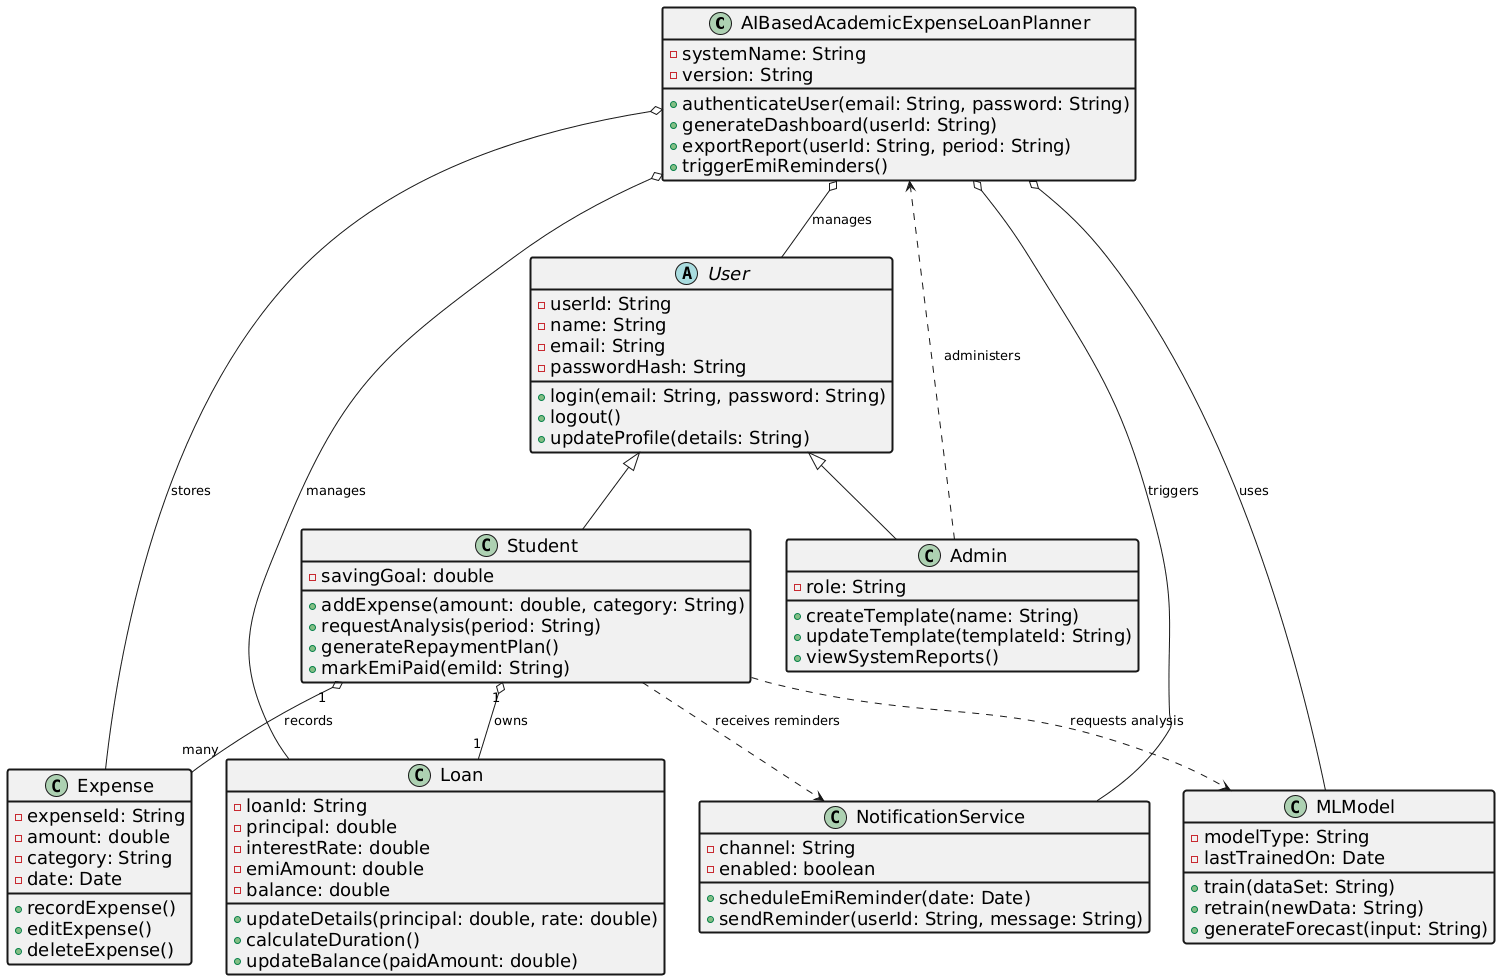 C AIBasedAcademicExpenseLoanPlanner
systemName: String
version: String
authenticateUser(email: String, password: String)
generateDashboard(userId: String)
exportReport(userId: String, period: String)
triggerEmiReminders()
manages
A User
userId: String
name: String
email: String
passwordHash: String
login(email: String, password: String)
logout()
updateProfile(details: String)
administers
stores
manages
triggers
uses
C Student
savingGoal: double
addExpense(amount: double, category: String)
requestAnalysis(period: String)
generateRepaymentPlan()
markEmiPaid(emiId: String)
C Admin
role: String
createTemplate(name: String)
updateTemplate(templateId: String)
viewSystemReports()
1
1
records
owns
receives reminders
requests analysis
many
1
C Expense
expenseId: String
amount: double
category: String
date: Date
recordExpense()
editExpense()
deleteExpense()
C Loan
loanId: String
principal: double
interestRate: double
emiAmount: double
balance: double
updateDetails(principal: double, rate: double)
calculateDuration()
updateBalance(paidAmount: double)
C NotificationService
channel: String
enabled: boolean
scheduleEmiReminder(date: Date)
sendReminder(userId: String, message: String)
C MLModel
modelType: String
lastTrainedOn: Date
train(dataSet: String)
retrain(newData: String)
generateForecast(input: String)